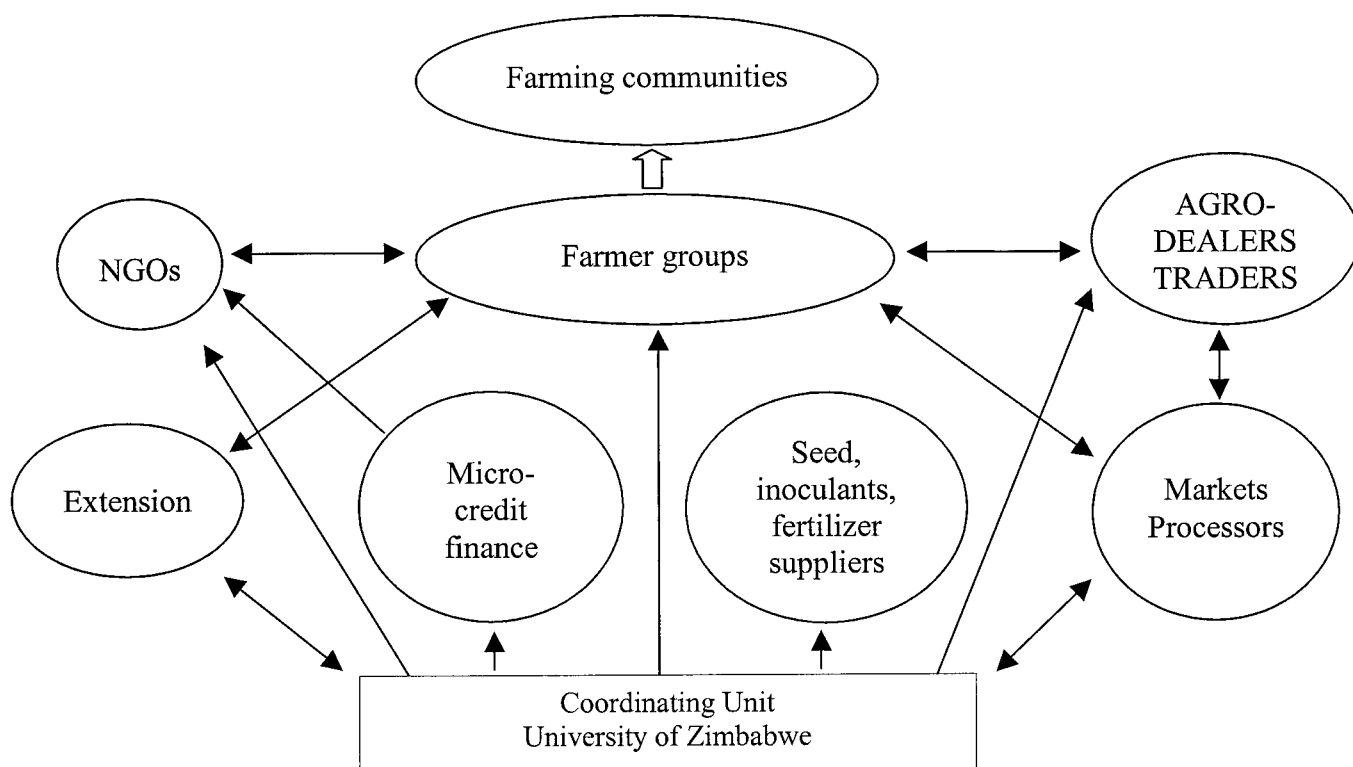 Farming communities
NGOs
Farmer groups
AGRO-
DEALERS
TRADERS
Extension
Micro-
credit
finance
Seed,
inoculants,
fertilizer
suppliers
Markets
Processors
Coordinating Unit
University of Zimbabwe